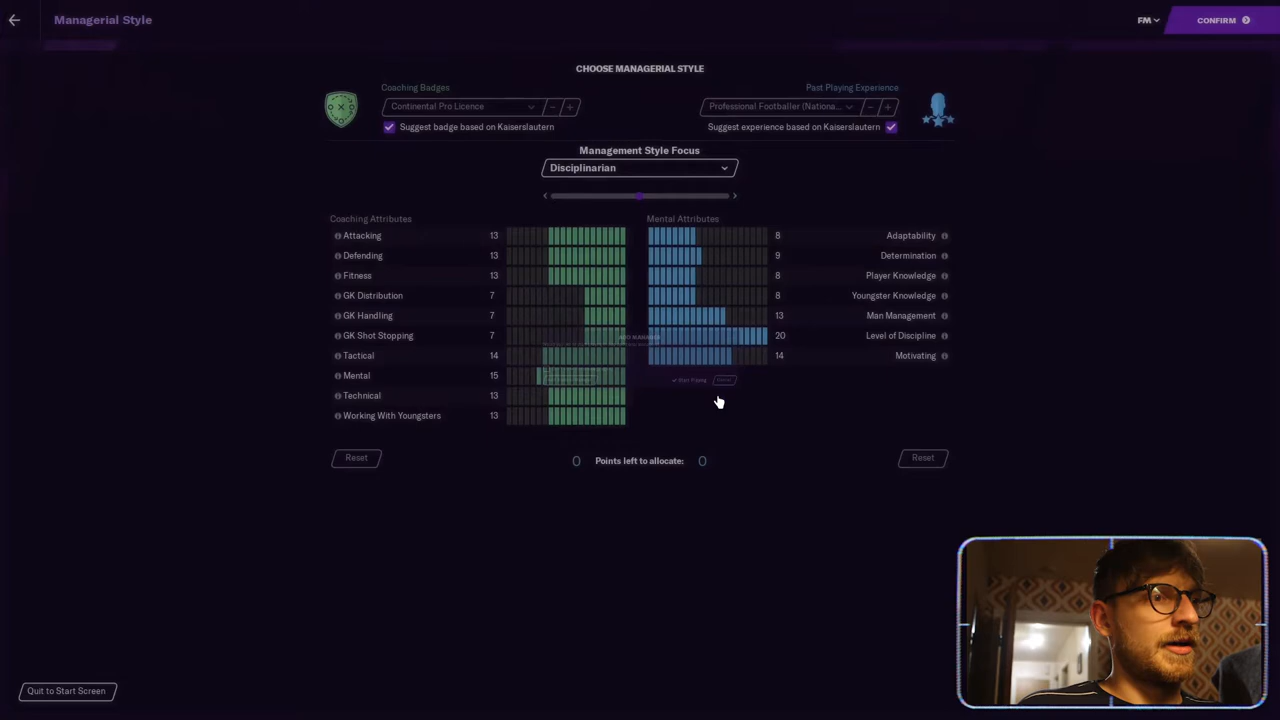 Managerial Style
FM
CONFIRM
CHOOSE MANAGERIAL STYLE
Coaching Badges
Past Playing Experience
Continental Pro Licence
Professional Footballer (Nationa...
Suggest badge based on Kaiserslautern
Suggest experience based on Kaiserslautern
Management Style Focus
Disciplinarian
Coaching Attributes
Mental Attributes
Attacking 13
8 Adaptability
Defending 13
9 Determination
Fitness 13
8 Player Knowledge
GK Distribution 7
8 Youngster Knowledge
GK Handling 7
13 Man Management
GK Shot Stopping 7
20 Level of Discipline
Tactical 14
14 Motivating
Mental 15
Technical 13
Working With Youngsters 13
ADD MANAGER
Start Playing
Reset
0 Points left to allocate: 0
Reset
Quit to Start Screen